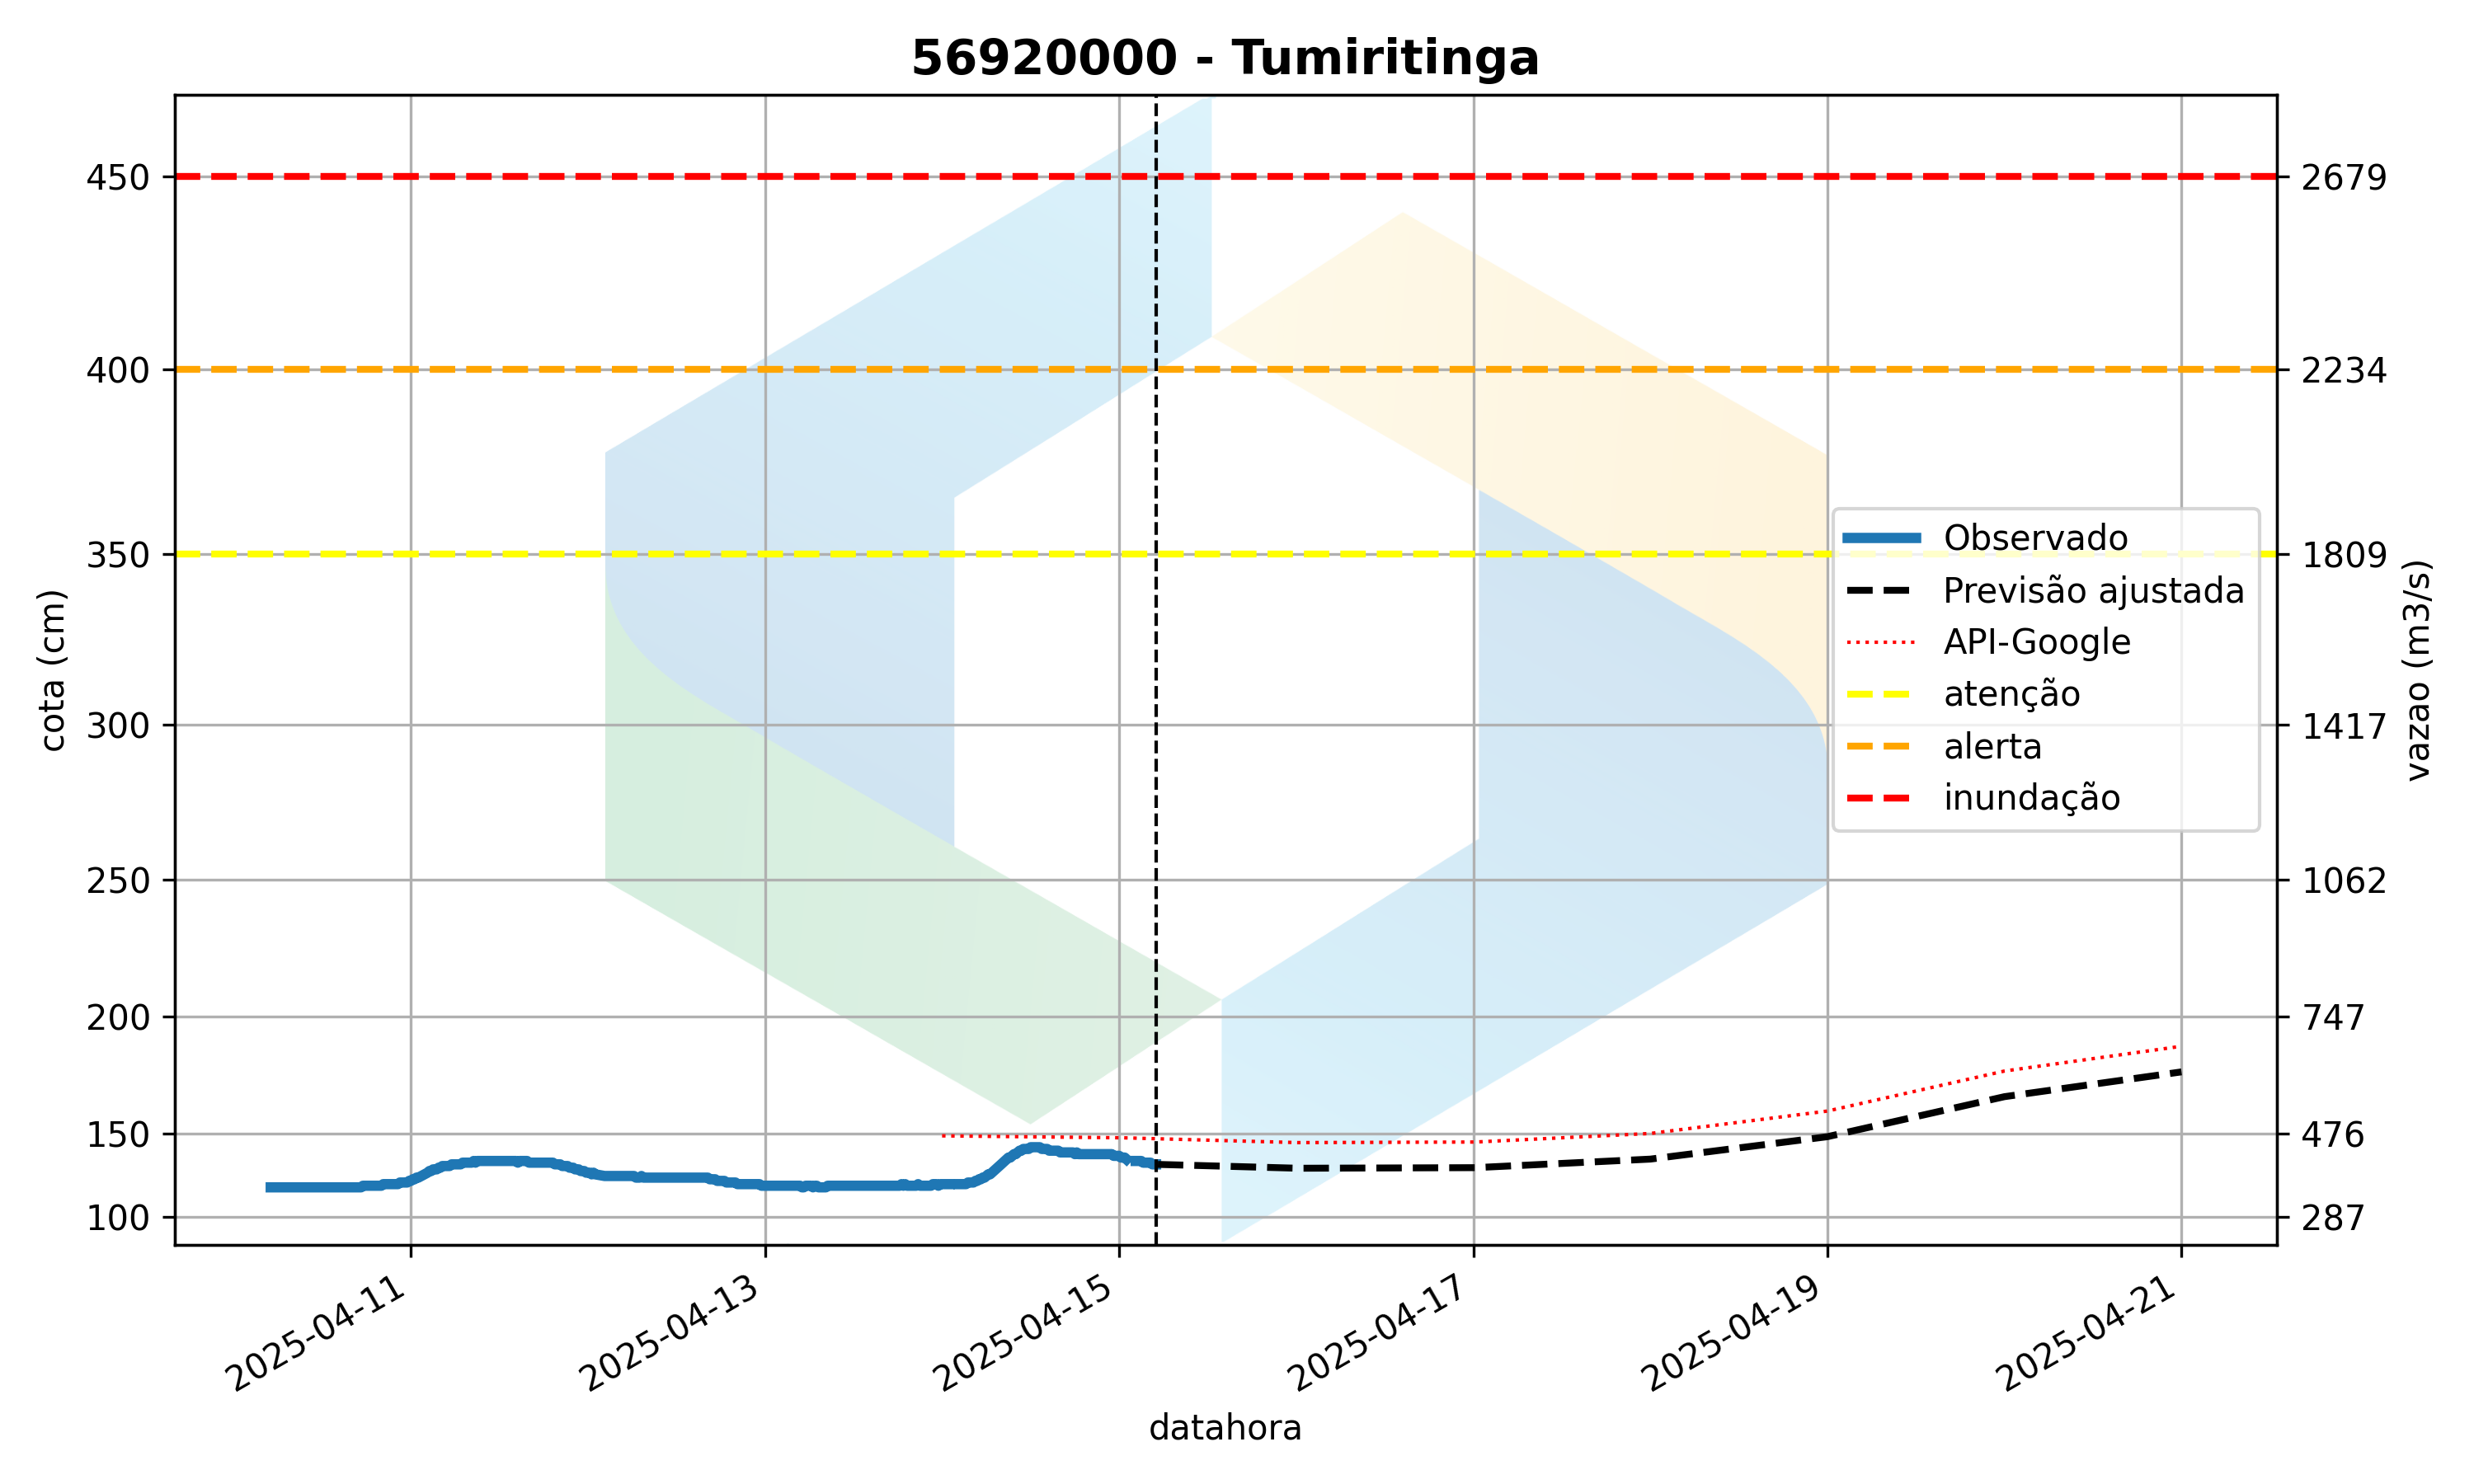 56920000 - Tumiritinga
cota (cm)
450
400
350
300
250
200
150
100
2679
2234
1809
1417
1062
747
476
287
vazao (m3/s)
Observado
Previsão ajustada
API-Google
atenção
alerta
inundação
2025-04-11
2025-04-13
2025-04-15
2025-04-17
2025-04-19
2025-04-21
datahora